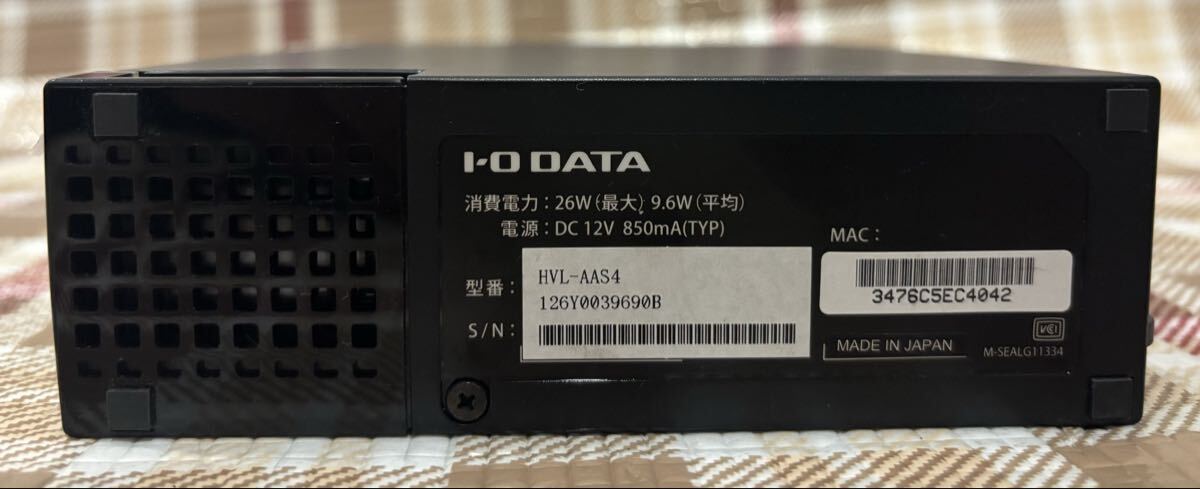 I-O DATA
消費電力：26W（最大）9.6W（平均）
電源：DC 12V 850mA(TYP)
型番：
HVL-AAS4
126Y0039690B
S/N：
MAC：
3476C5EC4042
MADE IN JAPAN
VCI
M-SEALG11334